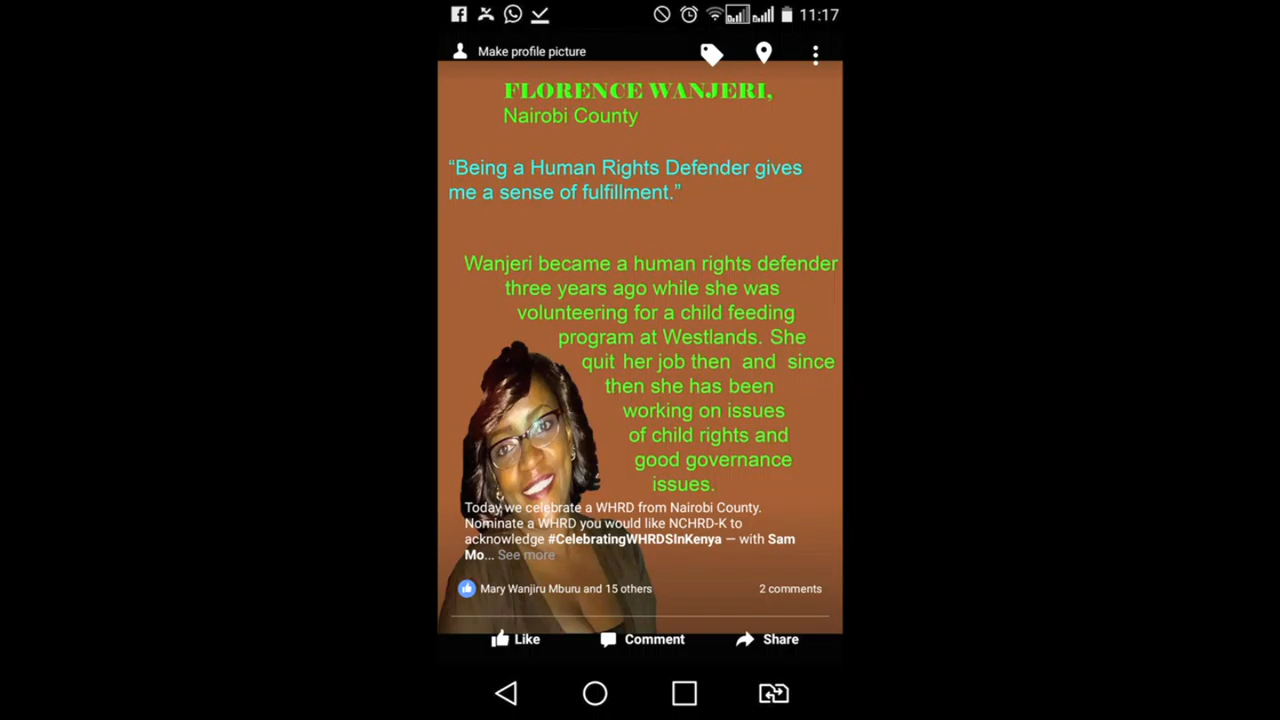 11:17
Make profile picture
FLORENCE WANJERI,
Nairobi County
“Being a Human Rights Defender gives
me a sense of fulfillment.”
Wanjeri became a human rights defender
three years ago while she was
volunteering for a child feeding
program at Westlands. She
quit her job then and since
then she has been
working on issues
of child rights and
good governance
issues.
Today we celebrate a WHRD from Nairobi County.
Nominate a WHRD you would like NCHRD-K to
acknowledge #CelebratingWHRDSInKenya — with Sam
Mo... See more
Mary Wanjiru Mburu and 15 others 2 comments
Like Comment Share